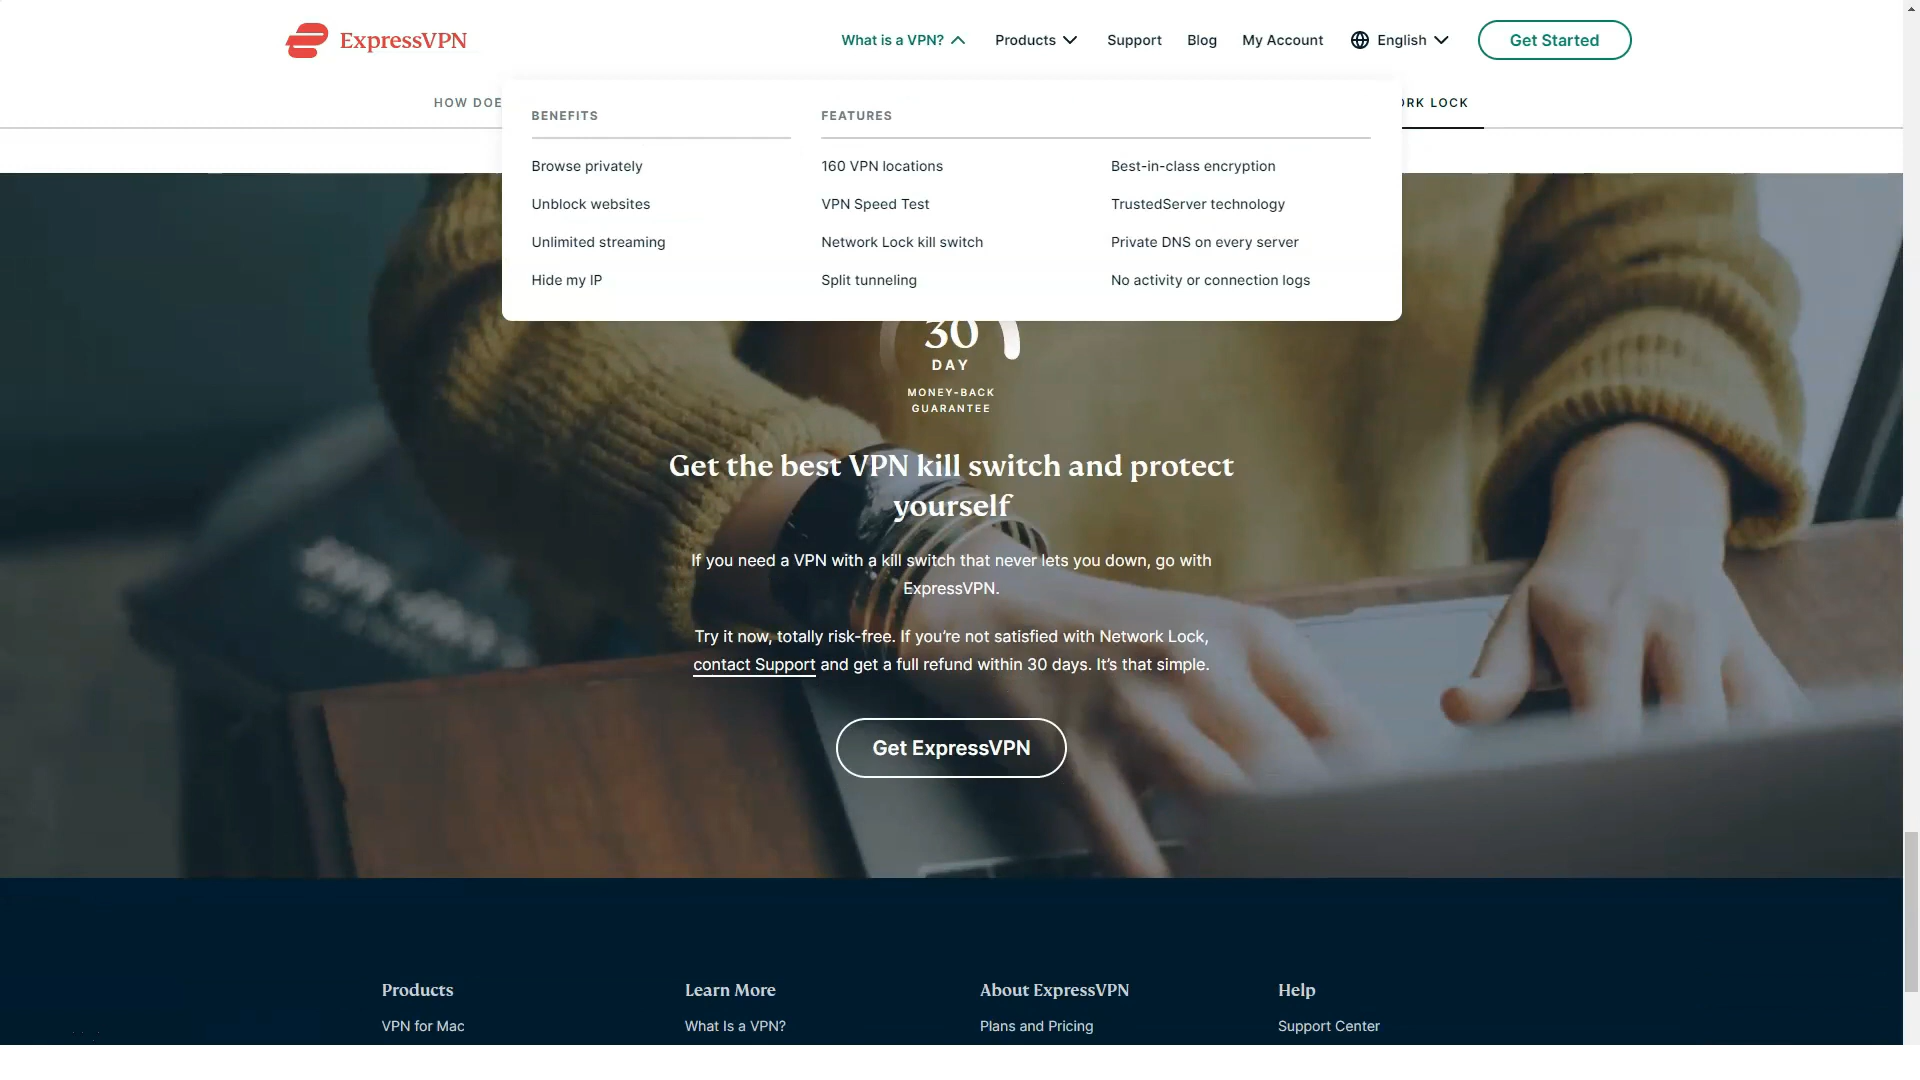 ExpressVPN
What is a VPN?
Products
Support
Blog
My Account
English
Get Started
HOW DOE
ORK LOCK
BENEFITS
Browse privately
Unblock websites
Unlimited streaming
Hide my IP
FEATURES
160 VPN locations
VPN Speed Test
Network Lock kill switch
Split tunneling
Best-in-class encryption
TrustedServer technology
Private DNS on every server
No activity or connection logs
30
DAY
MONEY-BACK
GUARANTEE
Get the best VPN kill switch and protect
yourself
If you need a VPN with a kill switch that never lets you down, go with
ExpressVPN.
Try it now, totally risk-free. If you’re not satisfied with Network Lock,
contact Support and get a full refund within 30 days. It’s that simple.
Get ExpressVPN
Products
VPN for Mac
Learn More
What Is a VPN?
About ExpressVPN
Plans and Pricing
Help
Support Center